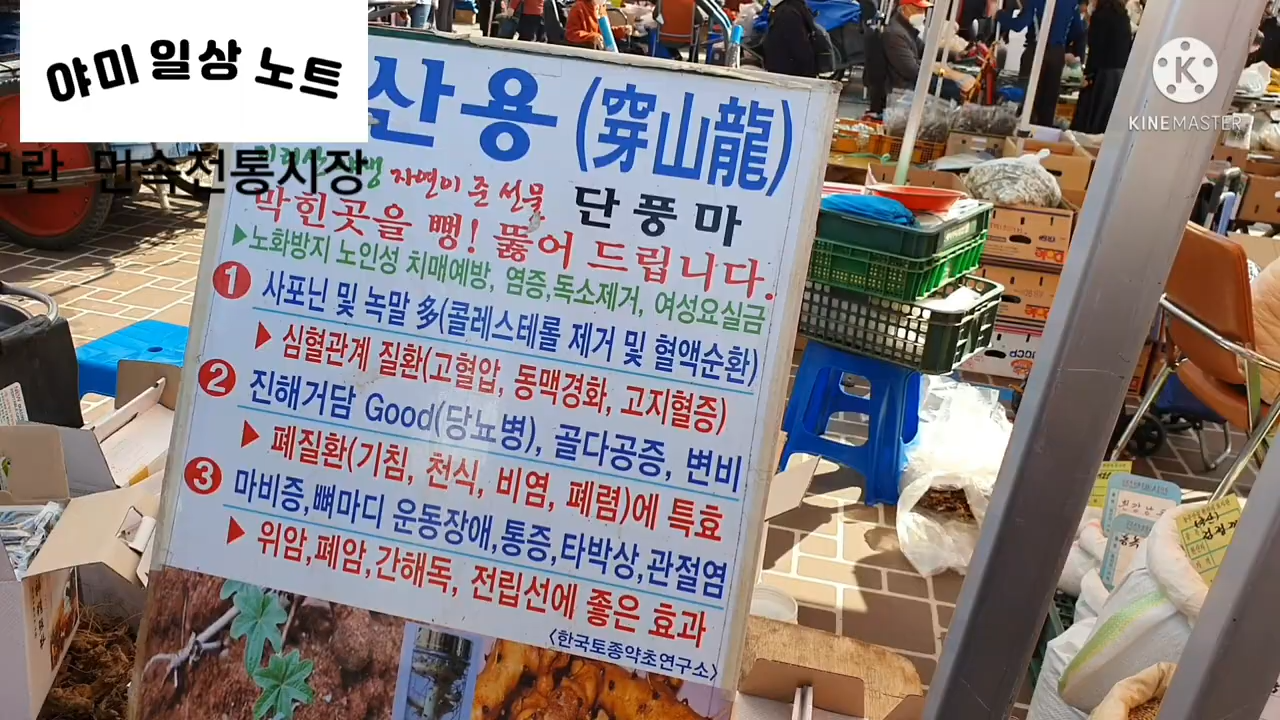 야미 일상 노트
KINEMASTER
모란 민속전통시장
산용(穿山龍)
자연이 준 선물 단풍마
막힌곳을 뻥! 뚫어 드립니다.
▶노화방지 노인성 치매예방, 염증,독소제거, 여성요실금
1 사포닌 및 녹말 多(콜레스테롤 제거 및 혈액순환)
▶심혈관계 질환(고혈압, 동맥경화, 고지혈증)
2 진해거담 Good(당뇨병), 골다공증, 변비
▶폐질환(기침, 천식, 비염, 폐렴)에 특효
3 마비증,뼈마디 운동장애,통증,타박상,관절염
▶위암,폐암,간해독, 전립선에 좋은 효과
<한국토종약초연구소>